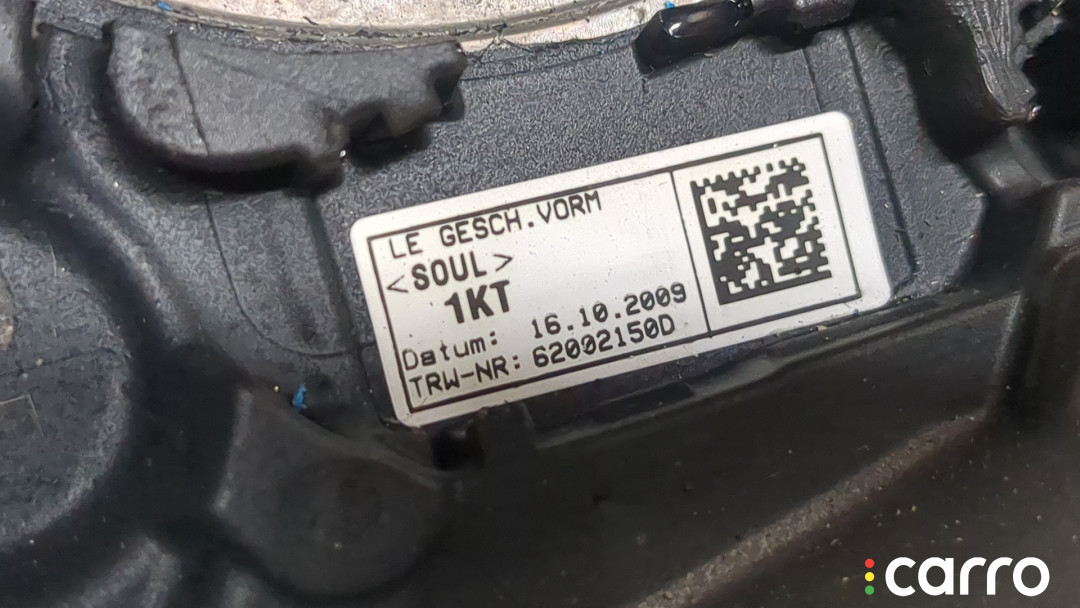 LE GESCH.VORM
<SOUL>
1KT
Datum: 16.10.2009
TRW-NR: 62002150D
carro